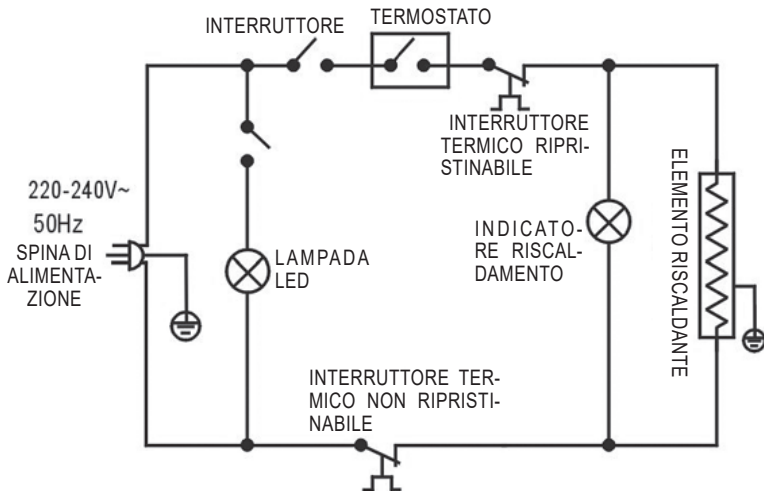 INTERRUTTORE
TERMOSTATO
INTERRUTTORE
TERMICO RIPRI-
STINABILE
220-240V~
50Hz
SPINA DI
ALIMENTA-
ZIONE
LAMPADA
LED
INDICATO-
RE RISCAL-
DAMENTO
ELEMENTO RISCALDANTE
INTERRUTTORE TER-
MICO NON RIPRISTI-
NABILE